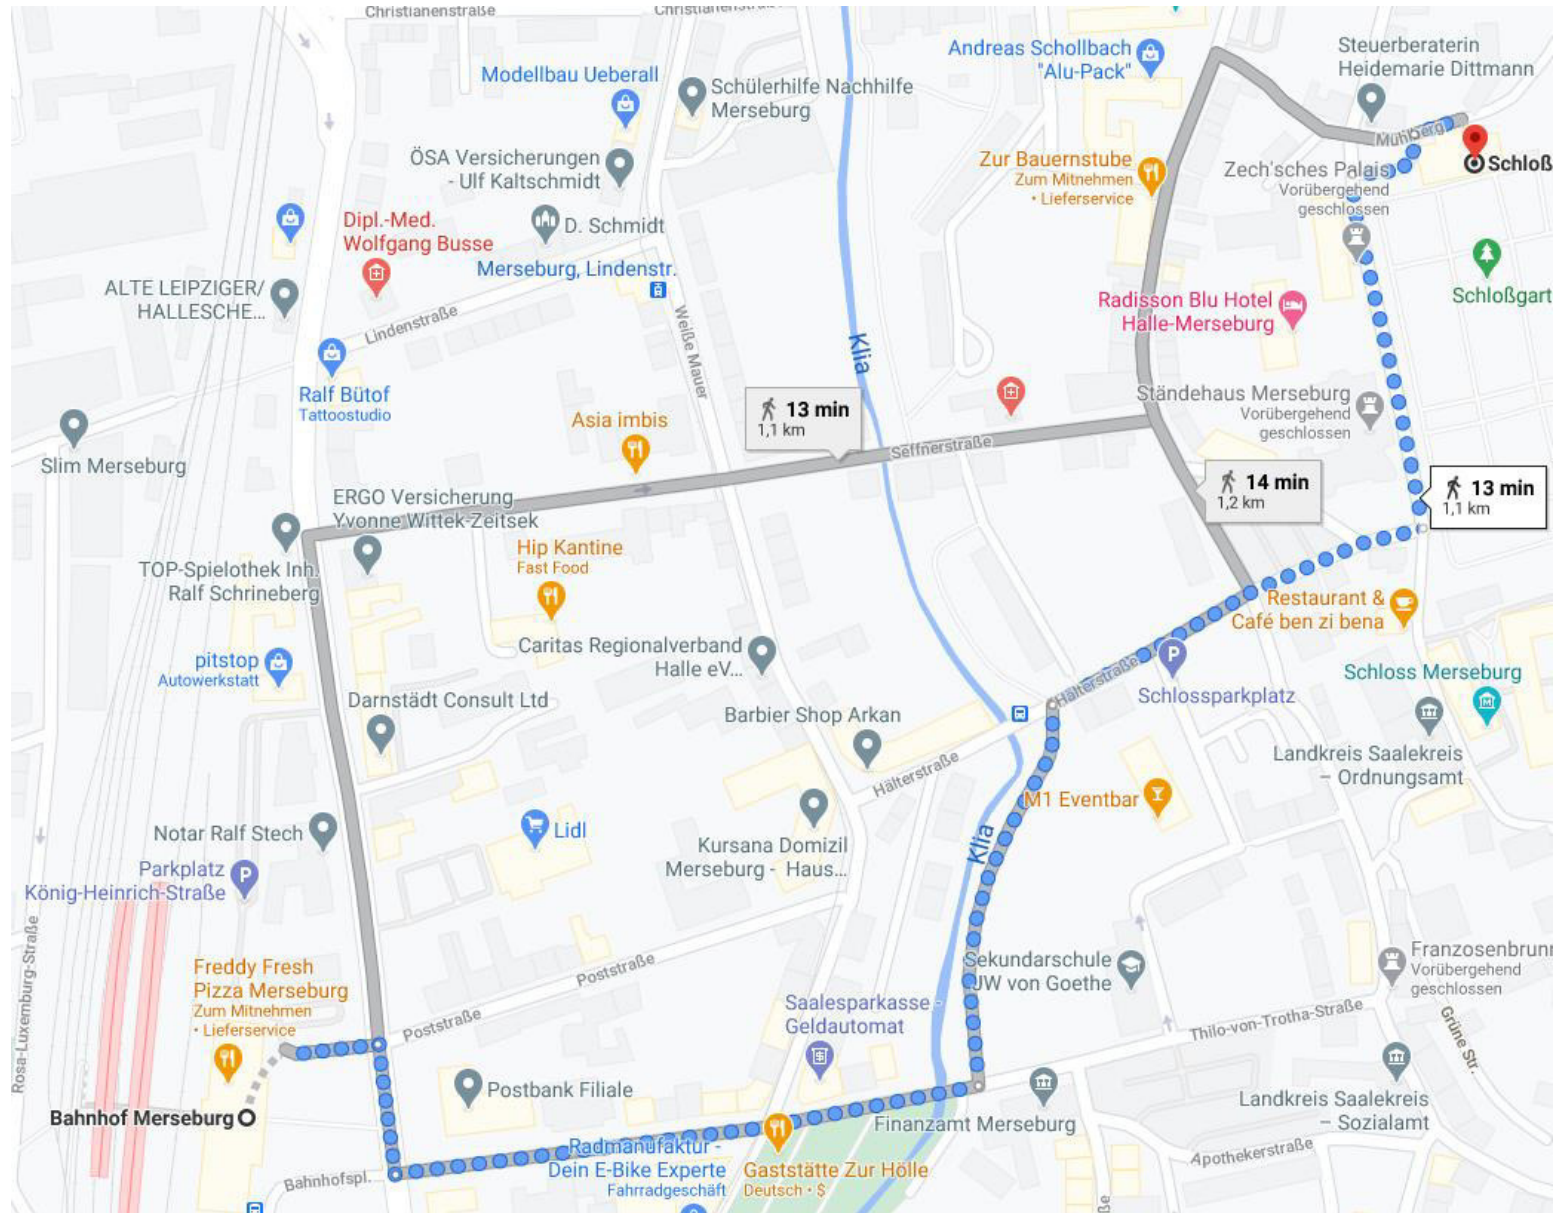 Christianenstraße
Christianenstraße
Andreas Schollbach
"Alu-Pack"
Steuerberaterin
Heidemarie Dittmann
Modellbau Ueberall
Schülerhilfe Nachhilfe
Merseburg
Mühlberg
ÖSA Versicherungen
- Ulf Kaltschmidt
Zur Bauernstube
Zum Mitnehmen
• Lieferservice
Zech'sches Palais
Vorübergehend
geschlossen
Schloß
Dipl.-Med.
Wolfgang Busse
D. Schmidt
Merseburg, Lindenstr.
ALTE LEIPZIGER/
HALLESCHE...
Lindenstraße
Weiße Mauer
Klia
Radisson Blu Hotel
Halle-Merseburg
Schloßgart
Ralf Bütof
Tattoostudio
Asia imbis
13 min
1,1 km
Ständehaus Merseburg
Vorübergehend
geschlossen
Seffnerstraße
Slim Merseburg
14 min
1,2 km
13 min
1,1 km
ERGO Versicherung
Yvonne Wittek-Zeitsek
TOP-Spielothek Inh.
Ralf Schrineberg
Hip Kantine
Fast Food
Restaurant &
Café ben zi bena
pitstop
Autowerkstatt
Caritas Regionalverband
Halle eV...
P
Schlossparkplatz
Hälterstraße
Schloss Merseburg
M
Darnstädt Consult Ltd
Barbier Shop Arkan
Hälterstraße
Landkreis Saalekreis
– Ordnungsamt
M1 Eventbar
Notar Ralf Stech
Lidl
Klia
Kursana Domizil
Merseburg - Haus...
Parkplatz
König-Heinrich-Straße
P
Rosa-Luxemburg-Straße
Freddy Fresh
Pizza Merseburg
Zum Mitnehmen
• Lieferservice
Poststraße
Poststraße
Sekundarschule
JW von Goethe
Franzosenbrunn
Vorübergehend
geschlossen
Saalesparkasse -
Geldautomat
Thilo-von-Trotha-Straße
Grüne Str.
Bahnhof Merseburg
Postbank Filiale
Finanzamt Merseburg
Landkreis Saalekreis
– Sozialamt
Apothekerstraße
Radmanufaktur -
Dein E-Bike Experte
Fahrradgeschäft
Gaststätte Zur Hölle
Deutsch • $
Bahnhofspl.
ße